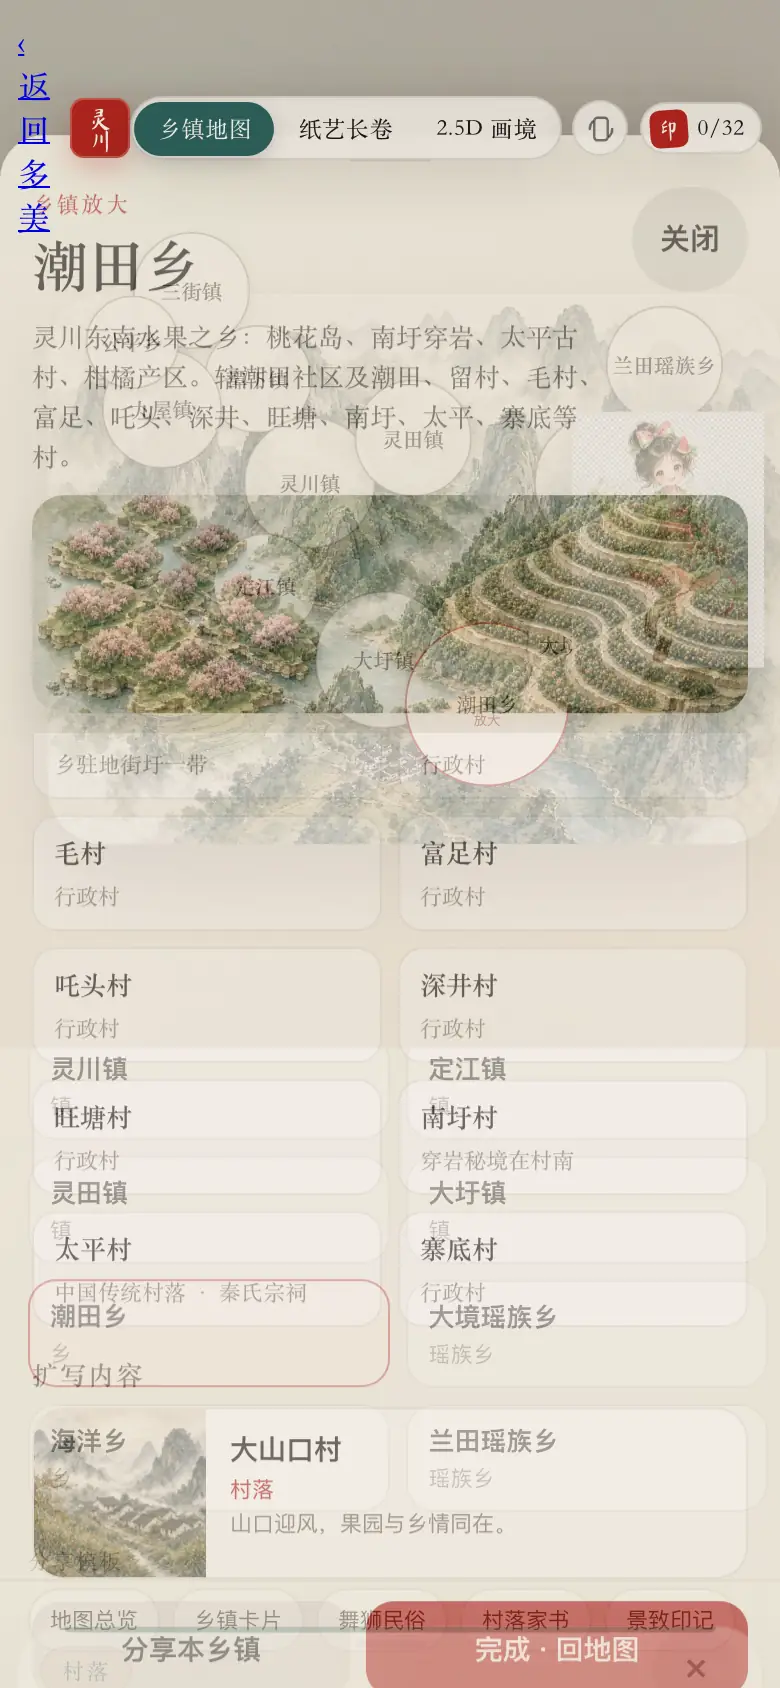 ‹
返
回
多
美
灵川
乡镇地图
纸艺长卷
2.5D 画境
印
0/32
乡镇放大
关闭
潮田乡
三街镇
灵川东南水果之乡：桃花岛、南圩穿岩、太平古
村、柑橘产区。辖潮田社区及潮田、留村、毛村、
富足、吒头、深井、旺塘、南圩、太平、寨底等
村。
兰田瑶族乡
九屋镇
灵田镇
灵川镇
定江镇
大圩镇
潮田乡
放大
乡驻地街圩一带
行政村
毛村
行政村
富足村
行政村
吒头村
行政村
深井村
行政村
灵川镇
镇
定江镇
镇
旺塘村
行政村
南圩村
穿岩秘境在村南
灵田镇
镇
大圩镇
镇
太平村
中国传统村落 · 秦氏宗祠
寨底村
行政村
潮田乡
乡
大境瑶族乡
瑶族乡
扩写内容
海洋乡
乡
兰田瑶族乡
瑶族乡
大山口村
村落
山口迎风，果园与乡情同在。
分享模板
地图总览
乡镇卡片
舞狮民俗
村落家书
景致印记
分享本乡镇
完成 · 回地图
村落
×